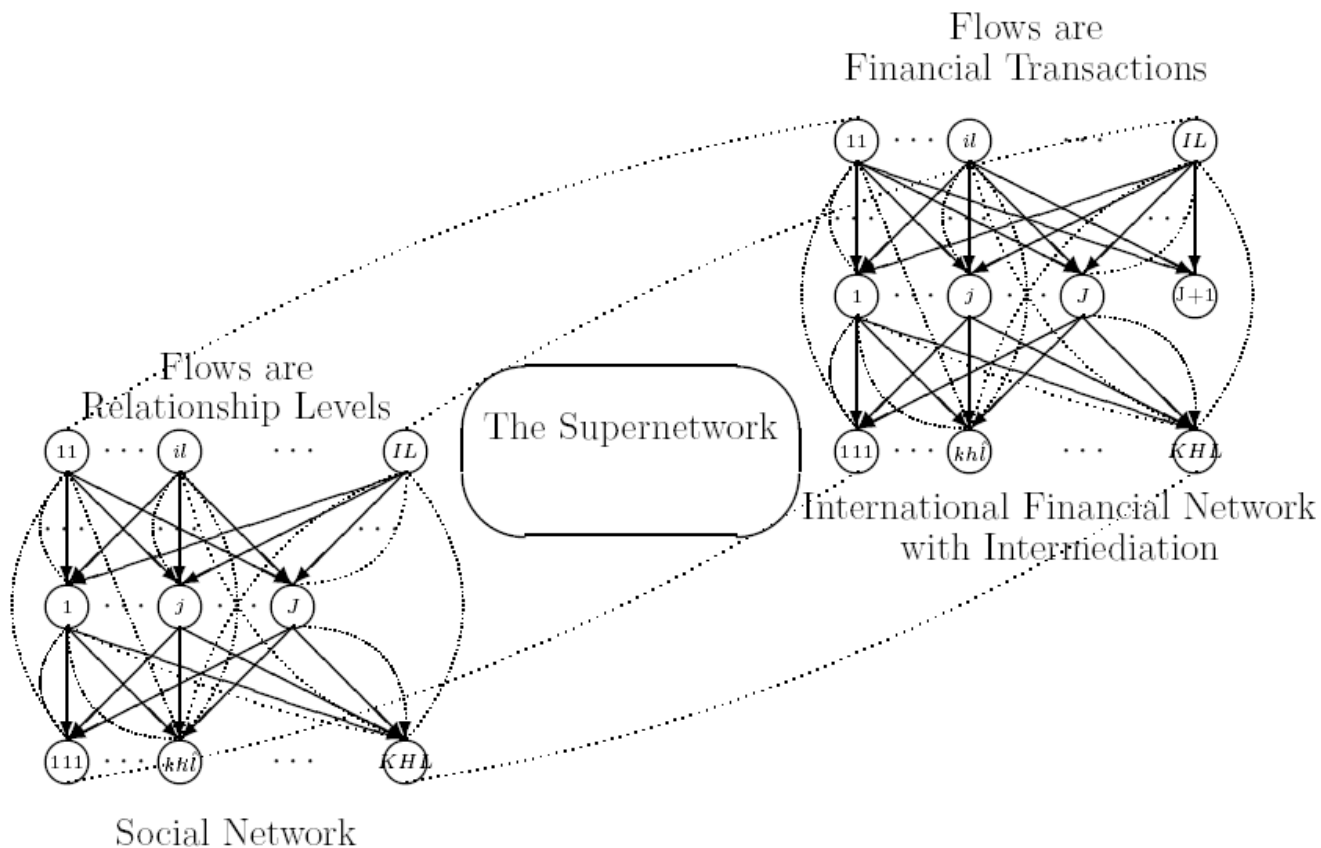 Flows are
Financial Transactions
11 · · · il · · · IL
1 · · j · · J J+1
111 · · · khl̂ · · · KHL
International Financial Network
with Intermediation
The Supernetwork
Flows are
Relationship Levels
11 · · · il · · · IL
1 · · · j · · J
111 · · · khl̂ · · · KHL
Social Network